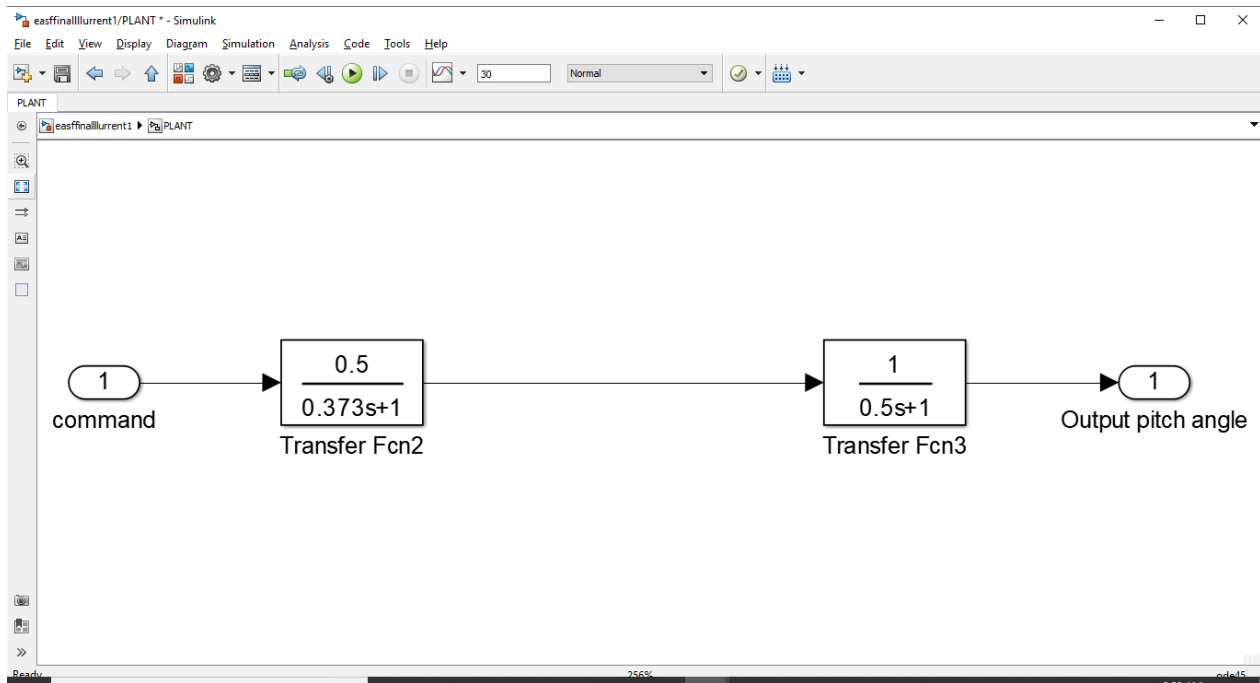 easffinallllurrent1/PLANT * - Simulink
File Edit View Display Diagram Simulation Analysis Code Tools Help
30 Normal
PLANT
easffinalllurrent1 PLANT
1
command
0.5
0.373s+1
Transfer Fcn2
1
0.5s+1
Transfer Fcn3
1
Output pitch angle
Ready 256% ode45